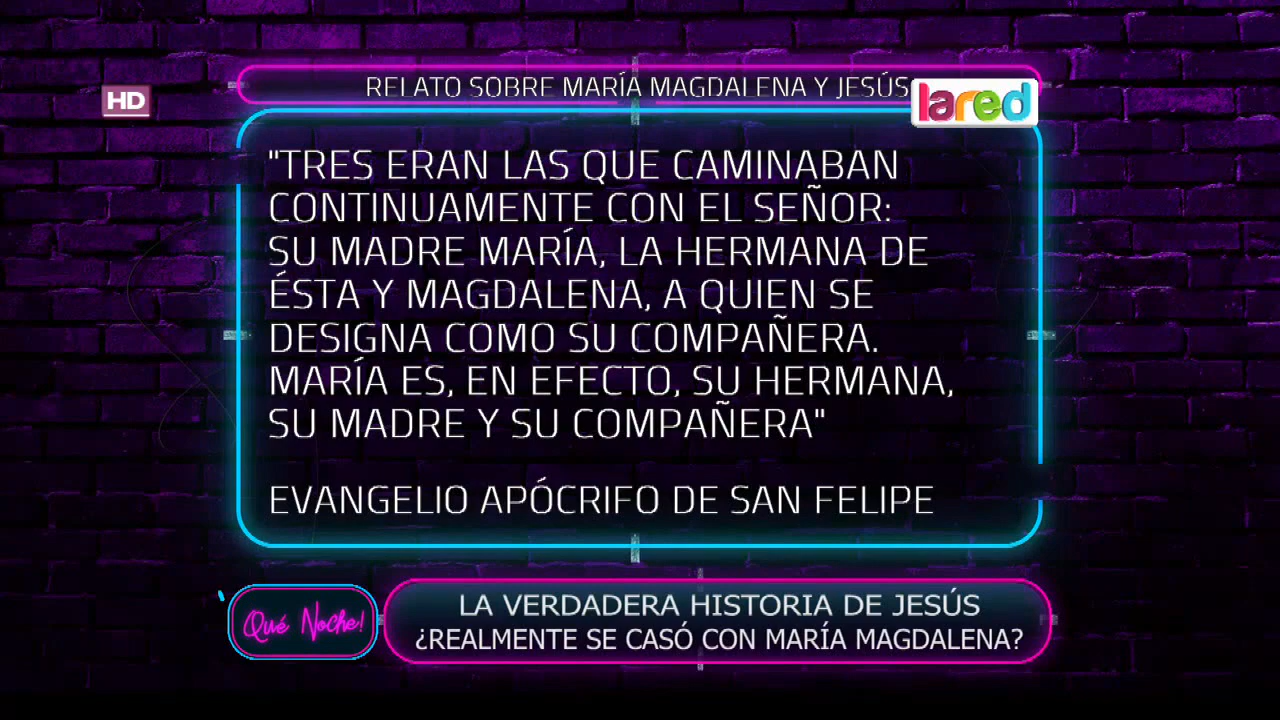 HD
RELATO SOBRE MARÍA MAGDALENA Y JESÚS
lared
"TRES ERAN LAS QUE CAMINABAN
CONTINUAMENTE CON EL SEÑOR:
SU MADRE MARÍA, LA HERMANA DE
ÉSTA Y MAGDALENA, A QUIEN SE
DESIGNA COMO SU COMPAÑERA.
MARÍA ES, EN EFECTO, SU HERMANA,
SU MADRE Y SU COMPAÑERA"
EVANGELIO APÓCRIFO DE SAN FELIPE
Qué Noche!
LA VERDADERA HISTORIA DE JESÚS
¿REALMENTE SE CASÓ CON MARÍA MAGDALENA?